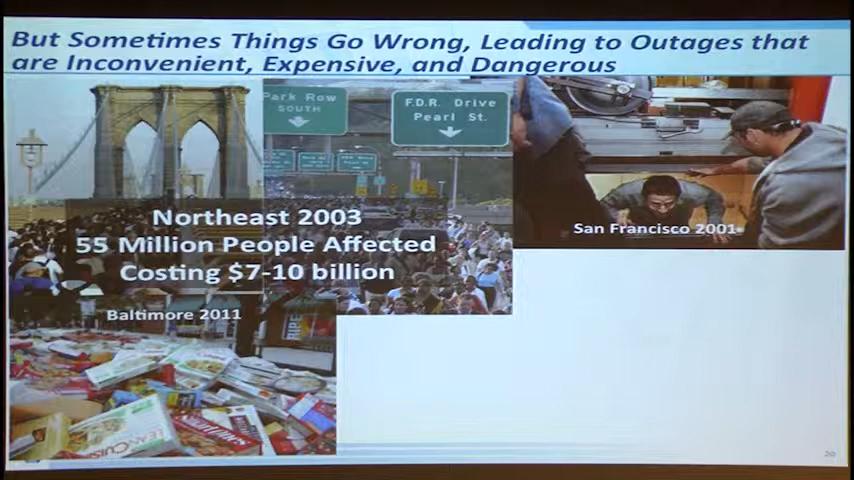 But Sometimes Things Go Wrong, Leading to Outages that
are Inconvenient, Expensive, and Dangerous
Park Row
SOUTH
F.D.R. Drive
Pearl St.
Northeast 2003
55 Million People Affected
Costing $7-10 billion
San Francisco 2001
Baltimore 2011
LEAN CUISINE
20